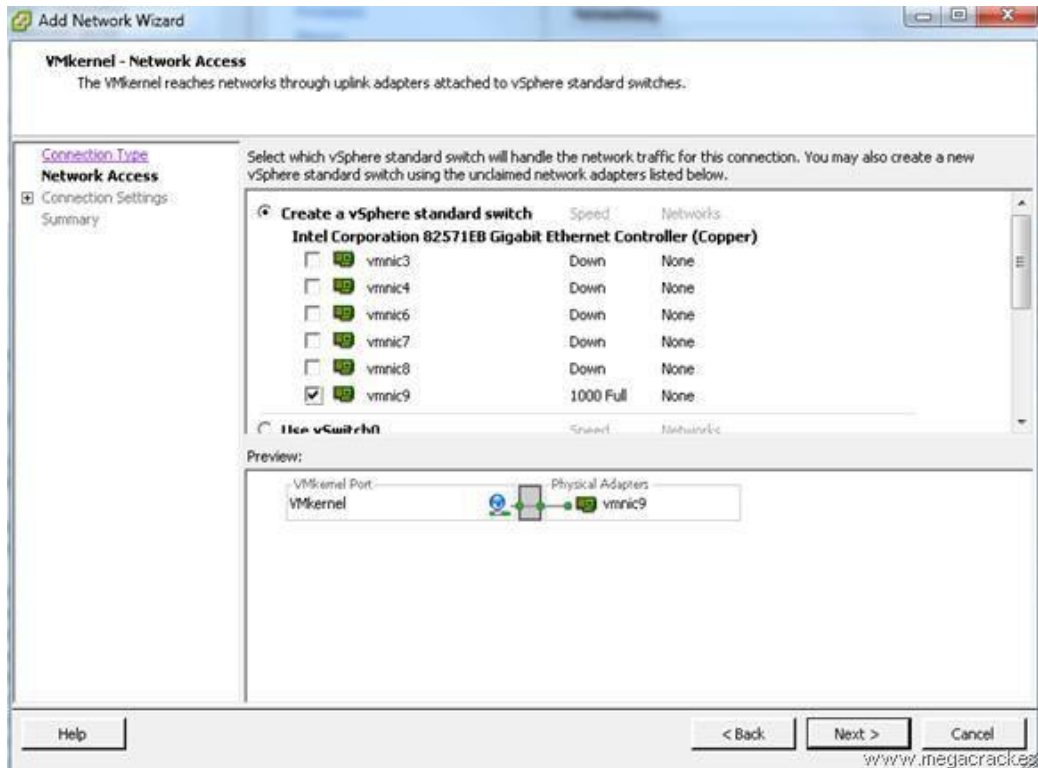 Add Network Wizard
VMkernel - Network Access
The VMkernel reaches networks through uplink adapters attached to vSphere standard switches.
Connection Type
Network Access
Connection Settings
Summary
Select which vSphere standard switch will handle the network traffic for this connection. You may also create a new
vSphere standard switch using the unclaimed network adapters listed below.
Create a vSphere standard switch Speed Networks
Intel Corporation 82571EB Gigabit Ethernet Controller (Copper)
vmnic3 Down None
vmnic4 Down None
vmnic6 Down None
vmnic7 Down None
vmnic8 Down None
vmnic9 1000 Full None
Use vSwitch0 Speed Networks
Preview:
VMkernel Port Physical Adapters
VMkernel vmnic9
Help < Back Next > Cancel
www.megacrack.es